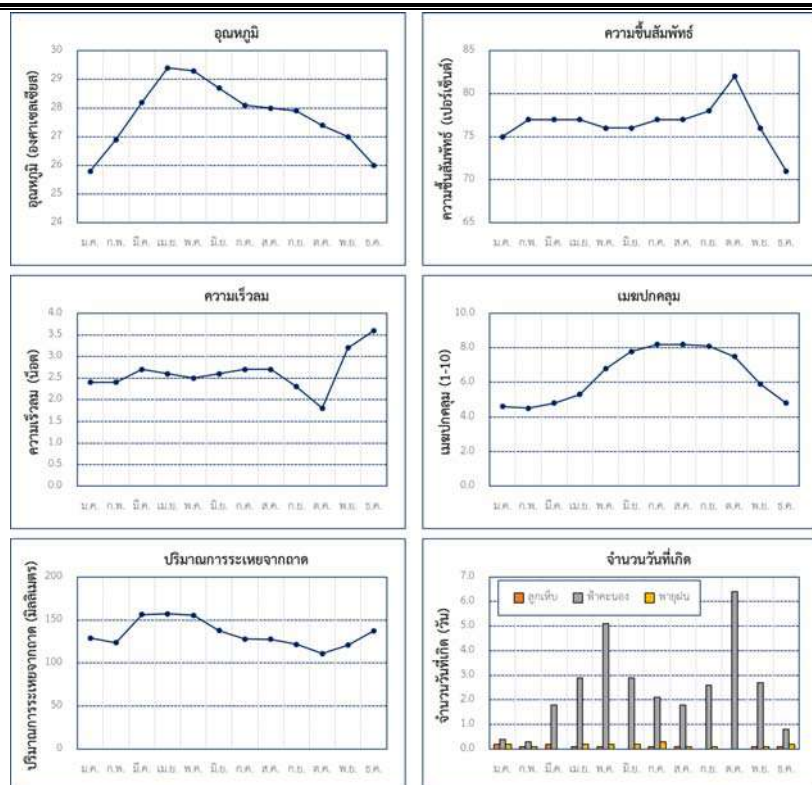 อุณหภูมิ
อุณหภูมิ (องศาเซลเซียส)
30
29
28
27
26
25
24
ม.ค. ก.พ. มี.ค. เม.ย. พ.ค. มิ.ย. ก.ค. ส.ค. ก.ย. ต.ค. พ.ย. ธ.ค.
ความชื้นสัมพัทธ์
ความชื้นสัมพัทธ์ (เปอร์เซ็นต์)
85
80
75
70
65
ม.ค. ก.พ. มี.ค. เม.ย. พ.ค. มิ.ย. ก.ค. ส.ค. ก.ย. ต.ค. พ.ย. ธ.ค.
ความเร็วลม
ความเร็วลม (น็อต)
4.0
3.5
3.0
2.5
2.0
1.5
1.0
0.5
0.0
ม.ค. ก.พ. มี.ค. เม.ย. พ.ค. มิ.ย. ก.ค. ส.ค. ก.ย. ต.ค. พ.ย. ธ.ค.
เมฆปกคลุม
เมฆปกคลุม (1-10)
10.0
8.0
6.0
4.0
2.0
0.0
ม.ค. ก.พ. มี.ค. เม.ย. พ.ค. มิ.ย. ก.ค. ส.ค. ก.ย. ต.ค. พ.ย. ธ.ค.
ปริมาณการระเหยจากถาด
ปริมาณการระเหยจากถาด (มิลลิเมตร)
200
150
100
50
0
ม.ค. ก.พ. มี.ค. เม.ย. พ.ค. มิ.ย. ก.ค. ส.ค. ก.ย. ต.ค. พ.ย. ธ.ค.
จำนวนวันที่เกิด
จำนวนวันที่เกิด (วัน)
7.0
6.0
5.0
4.0
3.0
2.0
1.0
0.0
ลูกเห็บ ฟ้าคะนอง พายุฝน
ม.ค. ก.พ. มี.ค. เม.ย. พ.ค. มิ.ย. ก.ค. ส.ค. ก.ย. ต.ค. พ.ย. ธ.ค.